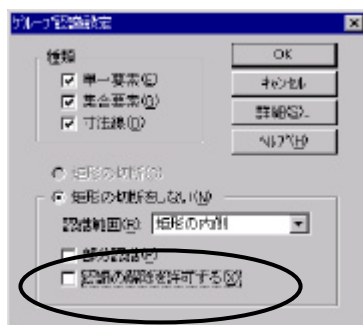 グループ認識設定
種類
単一要素(E)
集合要素(A)
寸法線(D)
OK
キャンセル
詳細(S)...
ヘルプ(H)
矩形の切断(C)
矩形の切断をしない(N)
認識範囲(R): 矩形の内側
部分認識(P)
認識の解除を許可する(X)